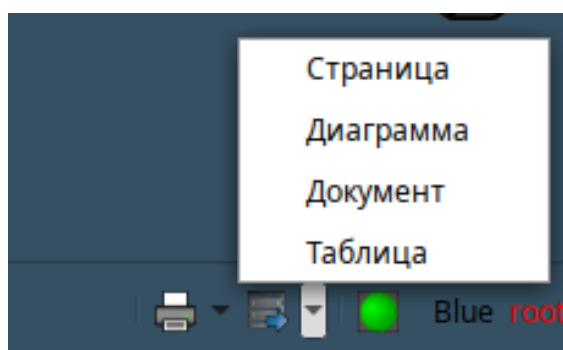 Страница
Диаграмма
Документ
Таблица
Blue root